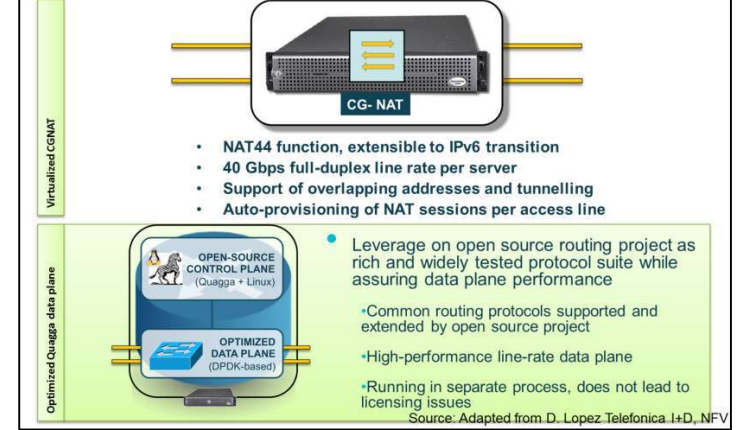 Virtualized CGNAT
CG- NAT
• NAT44 function, extensible to IPv6 transition
• 40 Gbps full-duplex line rate per server
• Support of overlapping addresses and tunnelling
• Auto-provisioning of NAT sessions per access line
Optimized Quagga data plane
OPEN-SOURCE
CONTROL PLANE
(Quagga + Linux)
OPTIMIZED
DATA PLANE
(DPDK-based)
• Leverage on open source routing project as
rich and widely tested protocol suite while
assuring data plane performance
•Common routing protocols supported and
extended by open source project
•High-performance line-rate data plane
•Running in separate process, does not lead to
licensing issues
Source: Adapted from D. Lopez Telefonica I+D, NFV